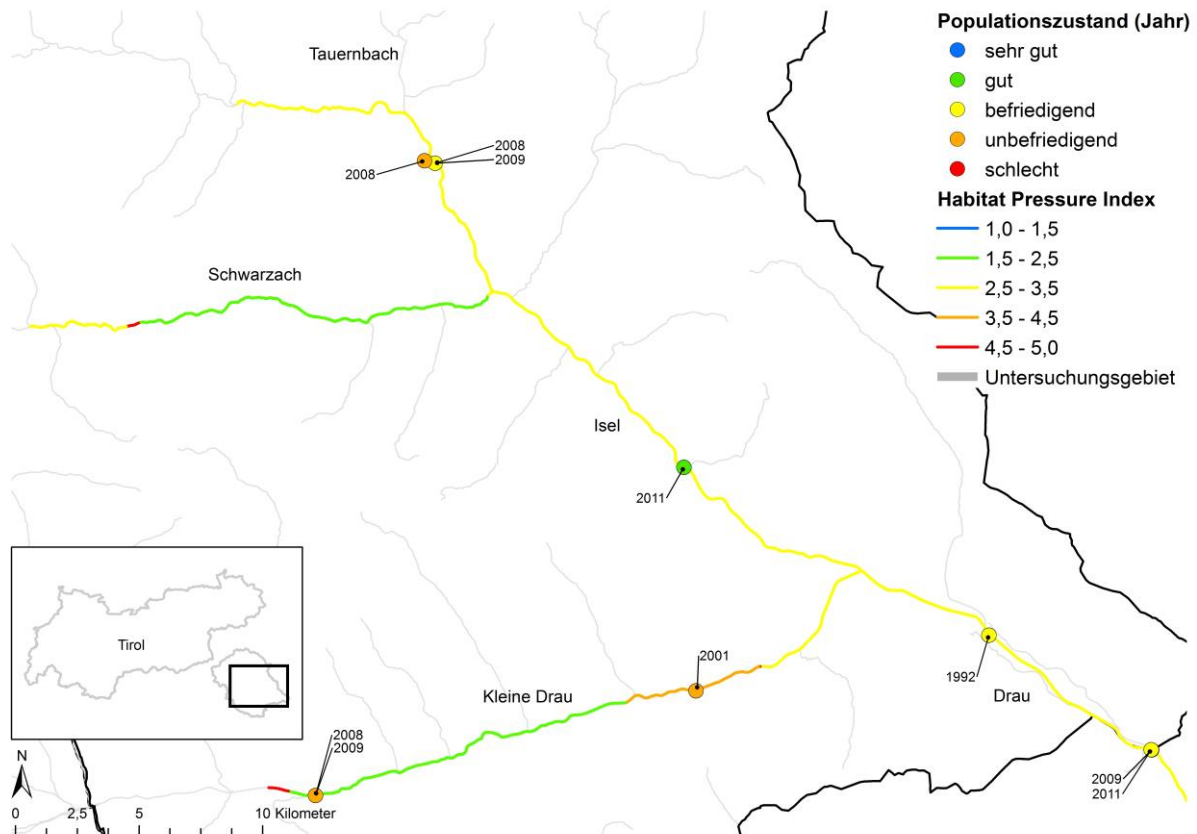 Populationszustand (Jahr)
sehr gut
gut
befriedigend
unbefriedigend
schlecht
Habitat Pressure Index
1,0 - 1,5
1,5 - 2,5
2,5 - 3,5
3,5 - 4,5
4,5 - 5,0
Untersuchungsgebiet
Tauernbach
2008
2009
2008
Schwarzach
Isel
2011
Tirol
2001
1992
Kleine Drau
Drau
2008
2009
2009
2011
N
0 2,5 5 10 Kilometer